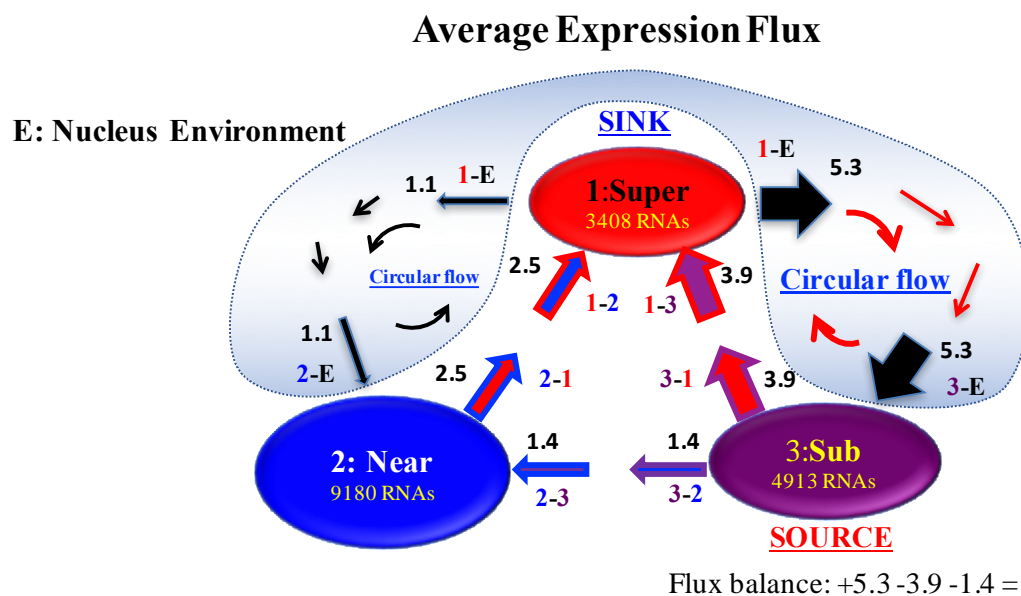 Average Expression Flux
E: Nucleus Environment
SINK
1-E
1.1
1:Super
3408 RNAs
1-E
5.3
Circular flow
2.5
1-2
1-3
3.9
Circular flow
1.1
2-E
2.5
2-1
3-1
3.9
5.3
3-E
2: Near
9180 RNAs
1.4
2-3
1.4
3-2
3:Sub
4913 RNAs
SOURCE
Flux balance: +5.3 -3.9 -1.4 =